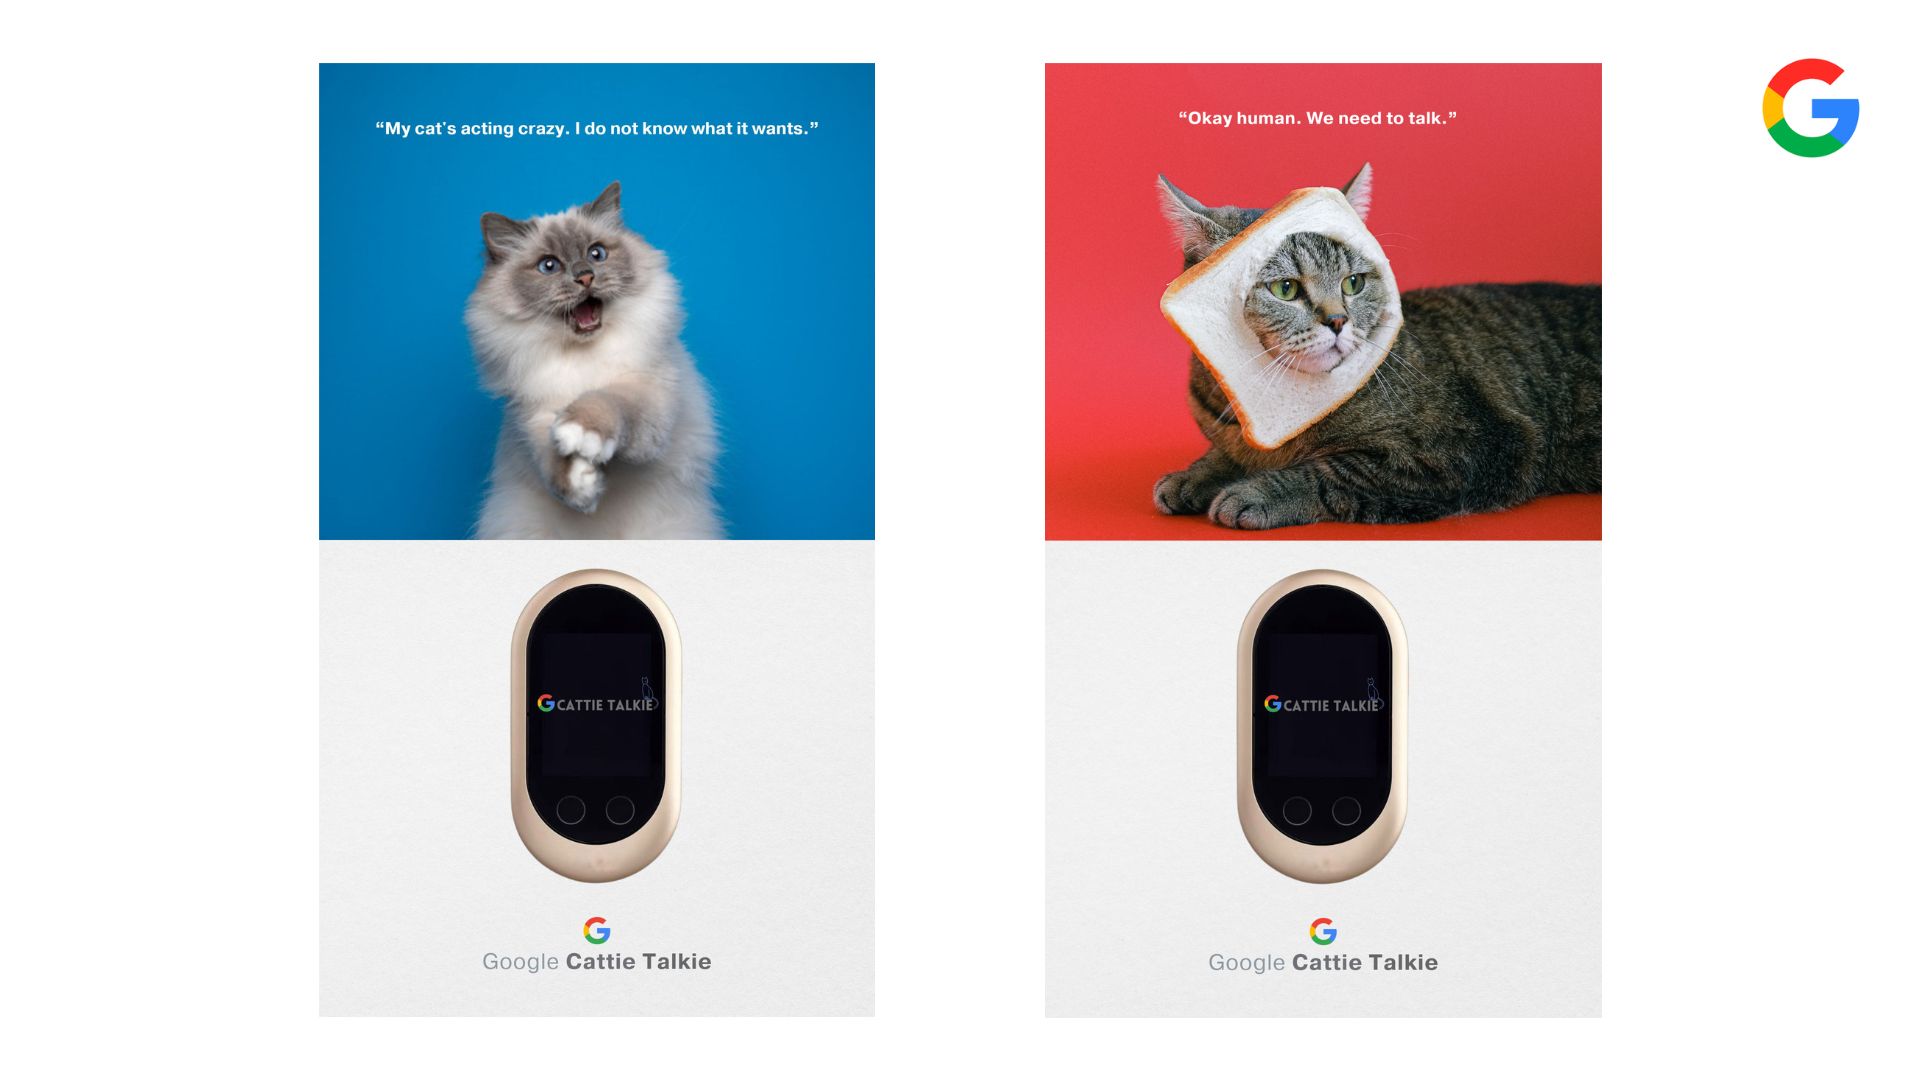 “My cat's acting crazy. I do not know what it wants.”
CATTIE TALKIE
Google Cattie Talkie
“Okay human. We need to talk.”
CATTIE TALKIE
Google Cattie Talkie